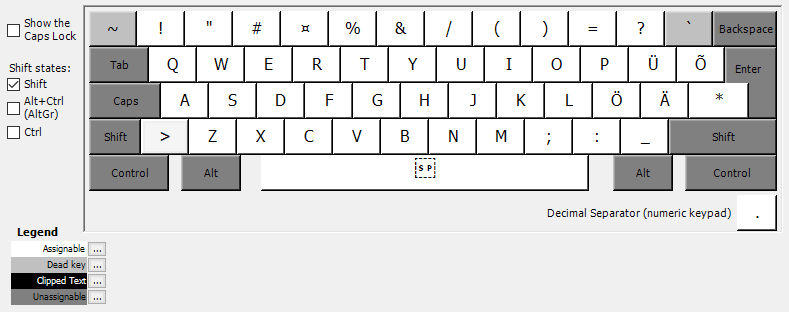 Show the
Caps Lock
Shift states:
Shift
Alt+Ctrl
(AltGr)
Ctrl
~ ! " # ¤ % & / ( ) = ? ` Backspace
Tab Q W E R T Y U I O P Ü Õ Enter
Caps A S D F G H J K L Ö Ä *
Shift > Z X C V B N M ; : _ Shift
Control Alt SP Alt Control
Decimal Separator (numeric keypad) .
Legend
Assignable ...
Dead key ...
Clipped Text ...
Unassignable ...